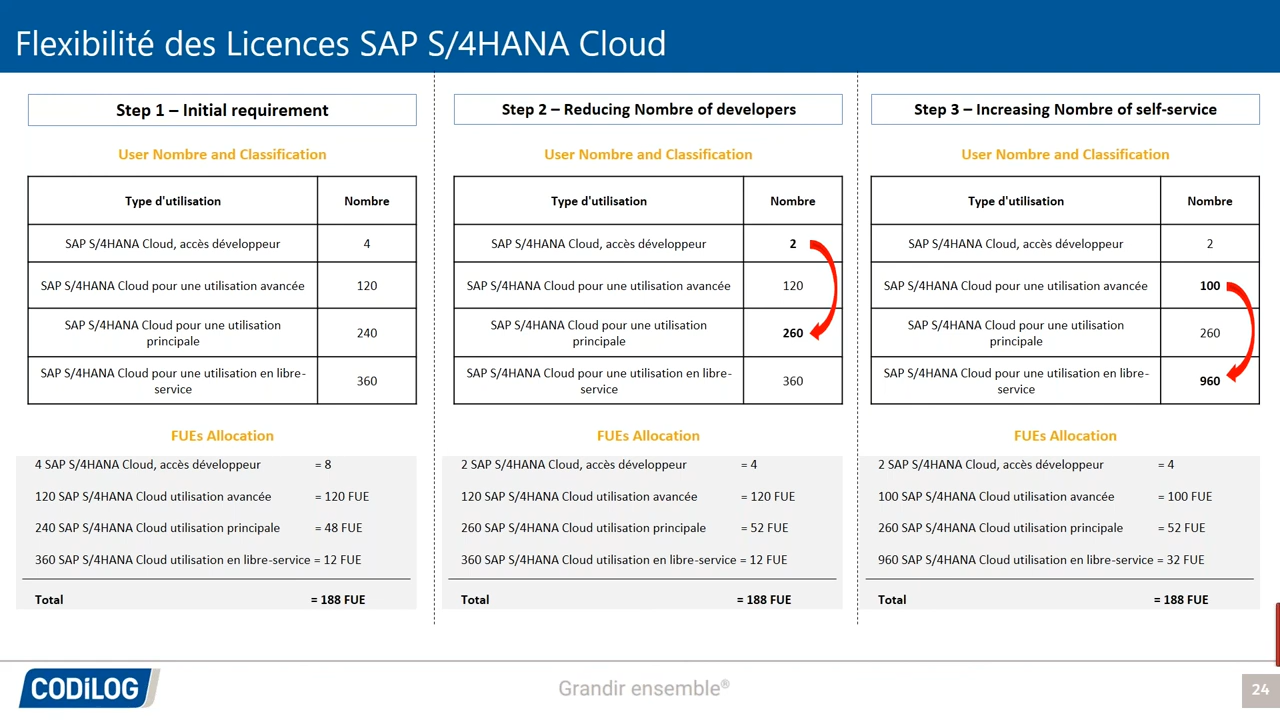 Flexibilité des Licences SAP S/4HANA Cloud
Step 1 – Initial requirement
User Nombre and Classification
Type d'utilisation Nombre
SAP S/4HANA Cloud, accès développeur 4
SAP S/4HANA Cloud pour une utilisation avancée 120
SAP S/4HANA Cloud pour une utilisation
principale 240
SAP S/4HANA Cloud pour une utilisation en libre-
service 360
FUEs Allocation
4 SAP S/4HANA Cloud, accès développeur = 8
120 SAP S/4HANA Cloud utilisation avancée = 120 FUE
240 SAP S/4HANA Cloud utilisation principale = 48 FUE
360 SAP S/4HANA Cloud utilisation en libre-service = 12 FUE
Total = 188 FUE
Step 2 – Reducing Nombre of developers
User Nombre and Classification
Type d'utilisation Nombre
SAP S/4HANA Cloud, accès développeur 2
SAP S/4HANA Cloud pour une utilisation avancée 120
SAP S/4HANA Cloud pour une utilisation
principale 260
SAP S/4HANA Cloud pour une utilisation en libre-
service 360
FUEs Allocation
2 SAP S/4HANA Cloud, accès développeur = 4
120 SAP S/4HANA Cloud utilisation avancée = 120 FUE
260 SAP S/4HANA Cloud utilisation principale = 52 FUE
360 SAP S/4HANA Cloud utilisation en libre-service = 12 FUE
Total = 188 FUE
Step 3 – Increasing Nombre of self-service
User Nombre and Classification
Type d'utilisation Nombre
SAP S/4HANA Cloud, accès développeur 2
SAP S/4HANA Cloud pour une utilisation avancée 100
SAP S/4HANA Cloud pour une utilisation
principale 260
SAP S/4HANA Cloud pour une utilisation en libre-
service 960
FUEs Allocation
2 SAP S/4HANA Cloud, accès développeur = 4
100 SAP S/4HANA Cloud utilisation avancée = 100 FUE
260 SAP S/4HANA Cloud utilisation principale = 52 FUE
960 SAP S/4HANA Cloud utilisation en libre-service = 32 FUE
Total = 188 FUE
CODiLOG
Grandir ensemble®
24